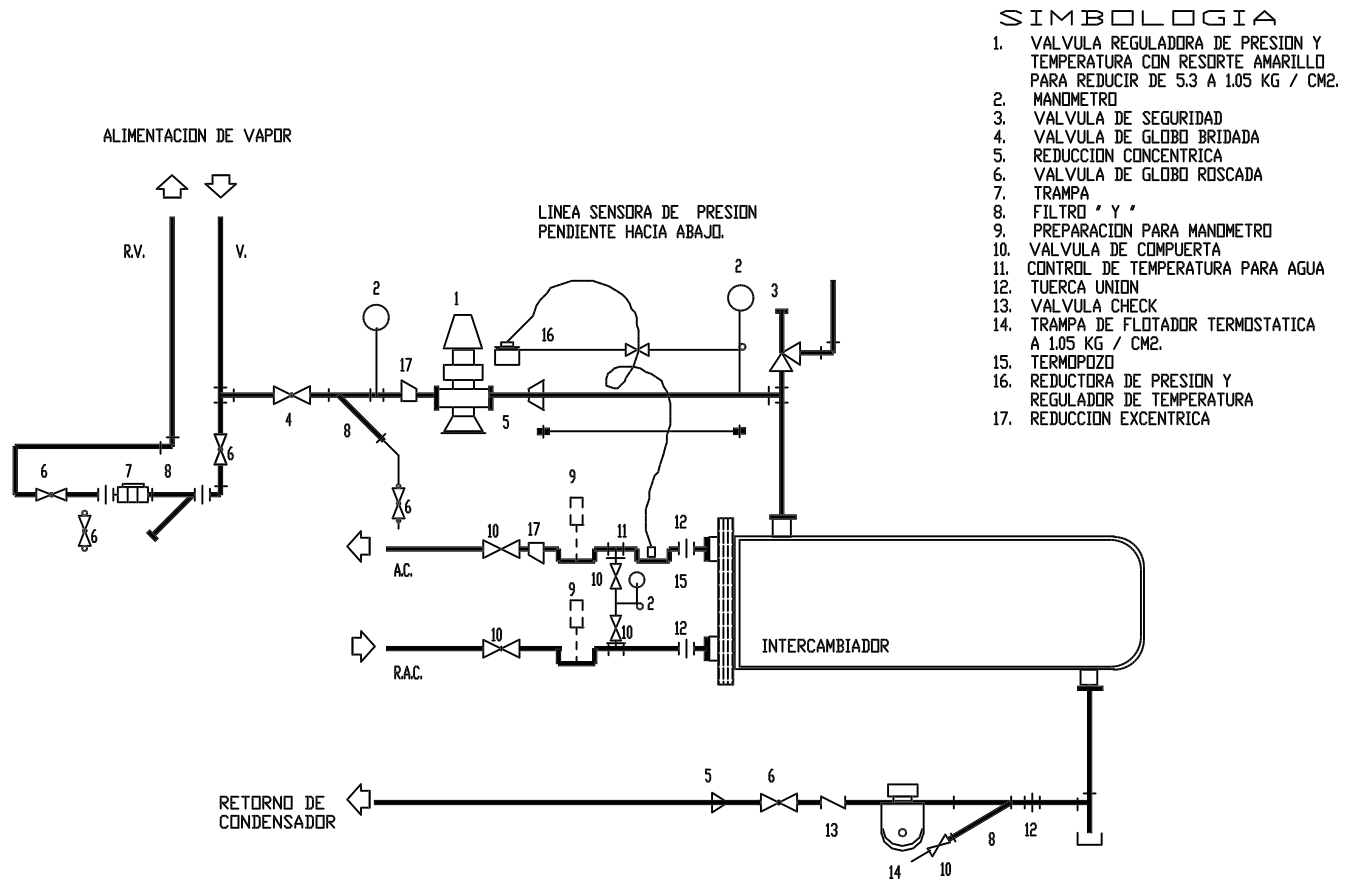 SIMBOLOGIA
1. VALVULA REGULADORA DE PRESION Y
TEMPERATURA CON RESORTE AMARILLO
PARA REDUCIR DE 5.3 A 1.05 KG / CM2.
2. MANOMETRO
3. VALVULA DE SEGURIDAD
4. VALVULA DE GLOBO BRIDADA
5. REDUCCION CONCENTRICA
6. VALVULA DE GLOBO ROSCADA
7. TRAMPA
8. FILTRO " Y "
9. PREPARACION PARA MANOMETRO
10. VALVULA DE COMPUERTA
11. CONTROL DE TEMPERATURA PARA AGUA
12. TUERCA UNION
13. VALVULA CHECK
14. TRAMPA DE FLOTADOR TERMOSTATICA
A 1.05 KG / CM2.
15. TERMOPOZO
16. REDUCTORA DE PRESION Y
REGULADOR DE TEMPERATURA
17. REDUCCION EXCENTRICA
ALIMENTACION DE VAPOR
LINEA SENSORA DE PRESION
PENDIENTE HACIA ABAJO.
R.V.
V.
2
2
3
1
16
17
4
8
5
6
6
7
8
6
6
9
10
17
11
12
A.C.
10
15
9
2
10
10
12
R.A.C.
INTERCAMBIADOR
RETORNO DE
CONDENSADOR
5
6
13
14
10
8
12